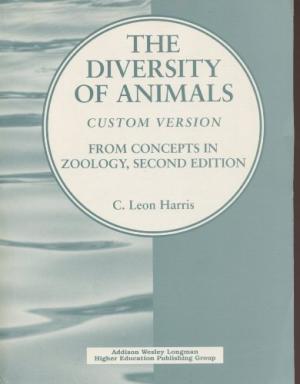 THE
DIVERSITY
OF ANIMALS
CUSTOM VERSION
FROM CONCEPTS IN
ZOOLOGY, SECOND EDITION
C. Leon Harris
Addison Wesley Longman
Higher Education Publishing Group